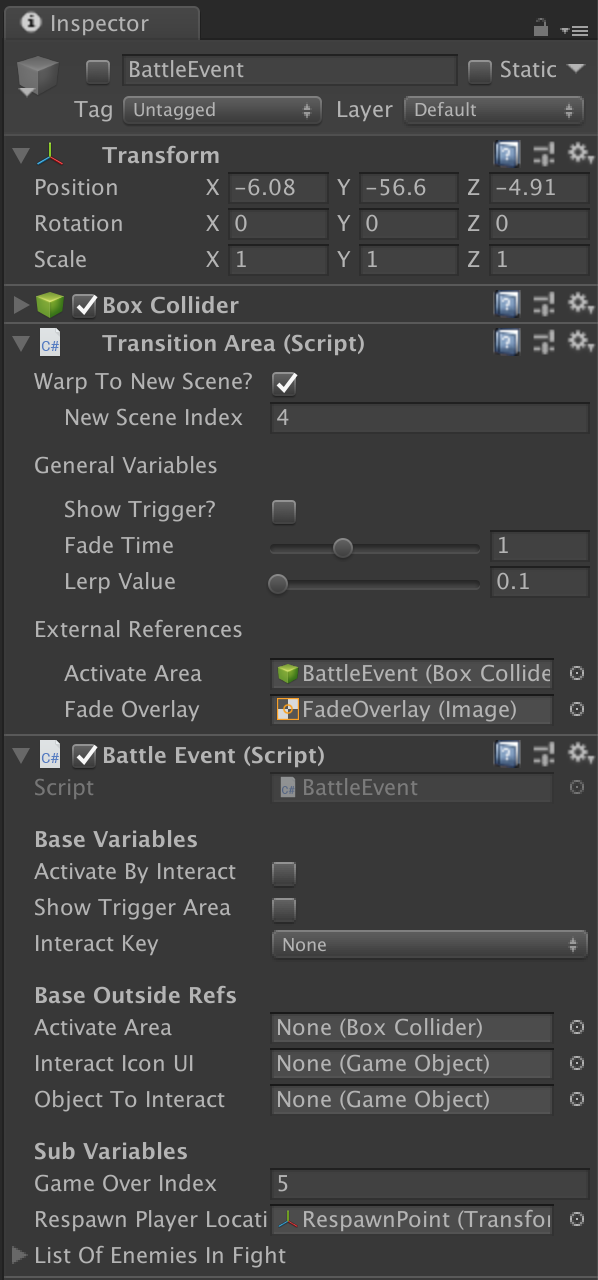 Inspector
BattleEvent Static
Tag Untagged Layer Default
Transform
Position X -6.08 Y -56.6 Z -4.91
Rotation X 0 Y 0 Z 0
Scale X 1 Y 1 Z 1
Box Collider
Transition Area (Script)
Warp To New Scene?
New Scene Index 4
General Variables
Show Trigger?
Fade Time 1
Lerp Value 0.1
External References
Activate Area BattleEvent (Box Collide
Fade Overlay FadeOverlay (Image)
C# Battle Event (Script)
Script C# BattleEvent
Base Variables
Activate By Interact
Show Trigger Area
Interact Key None
Base Outside Refs
Activate Area None (Box Collider)
Interact Icon UI None (Game Object)
Object To Interact None (Game Object)
Sub Variables
Game Over Index 5
Respawn Player Locati RespawnPoint (Transfor
List Of Enemies In Fight